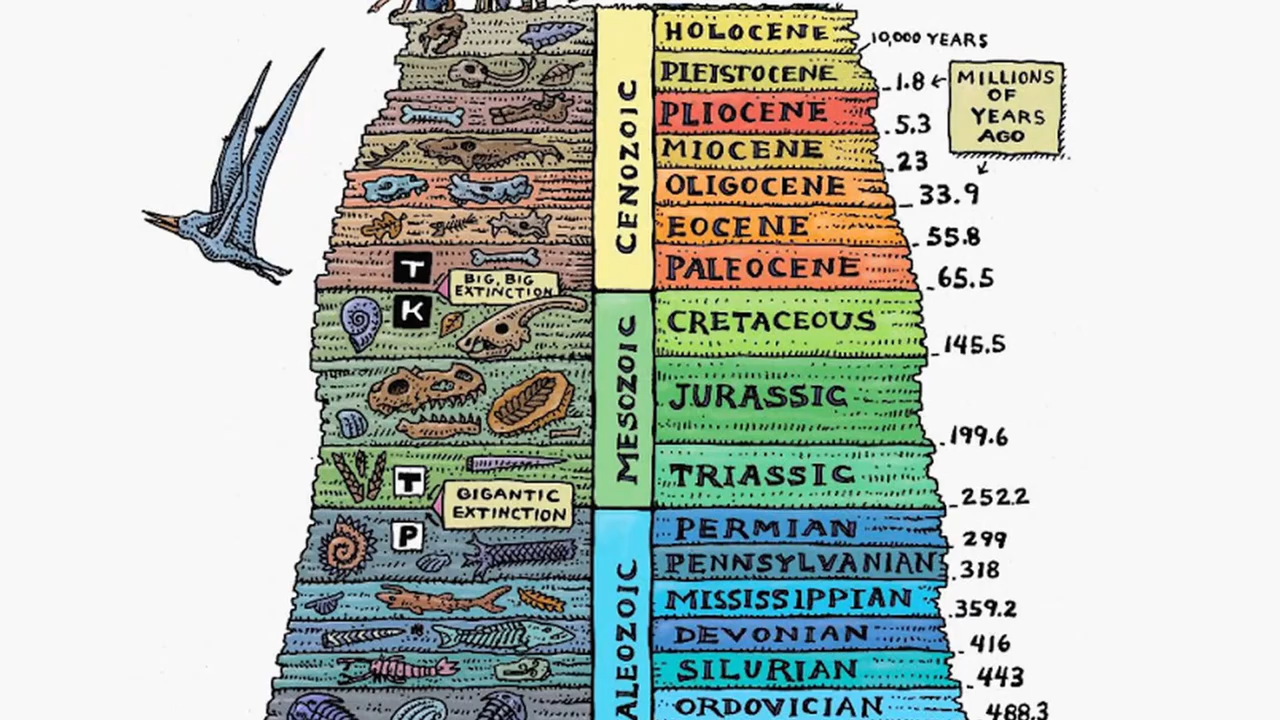 HOLOCENE
10,000 YEARS
PLEISTOCENE
1.8
MILLIONS
OF
YEARS
AGO
PLIOCENE
5.3
MIOCENE
23
OLIGOCENE
33.9
EOCENE
55.8
PALEOCENE
65.5
CENOZOIC
T
BIG, BIG
EXTINCTION
K
CRETACEOUS
145.5
JURASSIC
199.6
MESOZOIC
TRIASSIC
252.2
T
GIGANTIC
EXTINCTION
P
PERMIAN
299
PENNSYLVANIAN
318
MISSISSIPPIAN
359.2
DEVONIAN
416
SILURIAN
443
ORDOVICIAN
488.3
ALEOZOIC